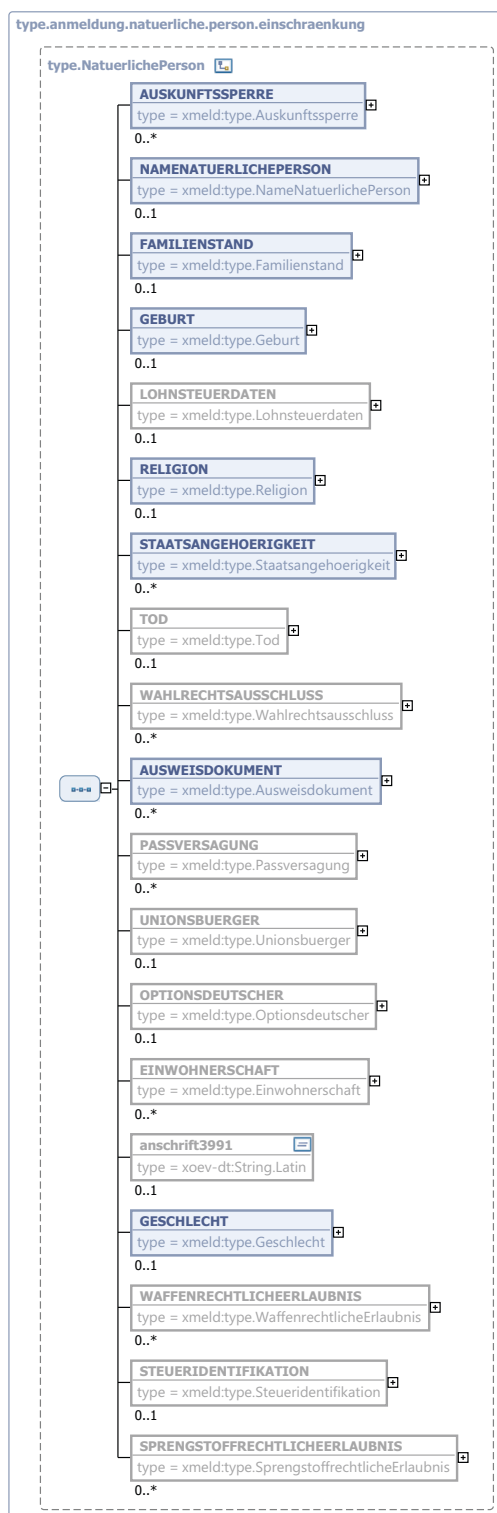 type.anmeldung.natuerliche.person.einschraenkung
type.NatuerlichePerson
AUSKUNFTSSPERRE
type = xmeld:type.Auskunftssperre
0..*
NAMENATUERLICHEPERSON
type = xmeld:type.NameNatuerlichePerson
0..1
FAMILIENSTAND
type = xmeld:type.Familienstand
0..1
GEBURT
type = xmeld:type.Geburt
0..1
LOHNSTEUERDATEN
type = xmeld:type.Lohnsteuerdaten
0..1
RELIGION
type = xmeld:type.Religion
0..1
STAATSANGEHOERIGKEIT
type = xmeld:type.Staatsangehoerigkeit
0..*
TOD
type = xmeld:type.Tod
0..1
WAHLRECHTSAUSSCHLUSS
type = xmeld:type.Wahlrechtsausschluss
0..*
AUSWEISDOKUMENT
type = xmeld:type.Ausweisdokument
0..*
PASSVERSAGUNG
type = xmeld:type.Passversagung
0..*
UNIONSBUERGER
type = xmeld:type.Unionsbuerger
0..1
OPTIONSDEUTSCHER
type = xmeld:type.Optionsdeutscher
0..1
EINWOHNERSCHAFT
type = xmeld:type.Einwohnerschaft
0..*
anschrift3991
type = xoev-dt:String.Latin
0..1
GESCHLECHT
type = xmeld:type.Geschlecht
0..1
WAFFENRECHTLICHEERLAUBNIS
type = xmeld:type.WaffenrechtlicheErlaubnis
0..*
STEUERIDENTIFIKATION
type = xmeld:type.Steueridentifikation
0..1
SPRENGSTOFFRECHTLICHEERLAUBNIS
type = xmeld:type.SprengstoffrechtlicheErlaubnis
0..*